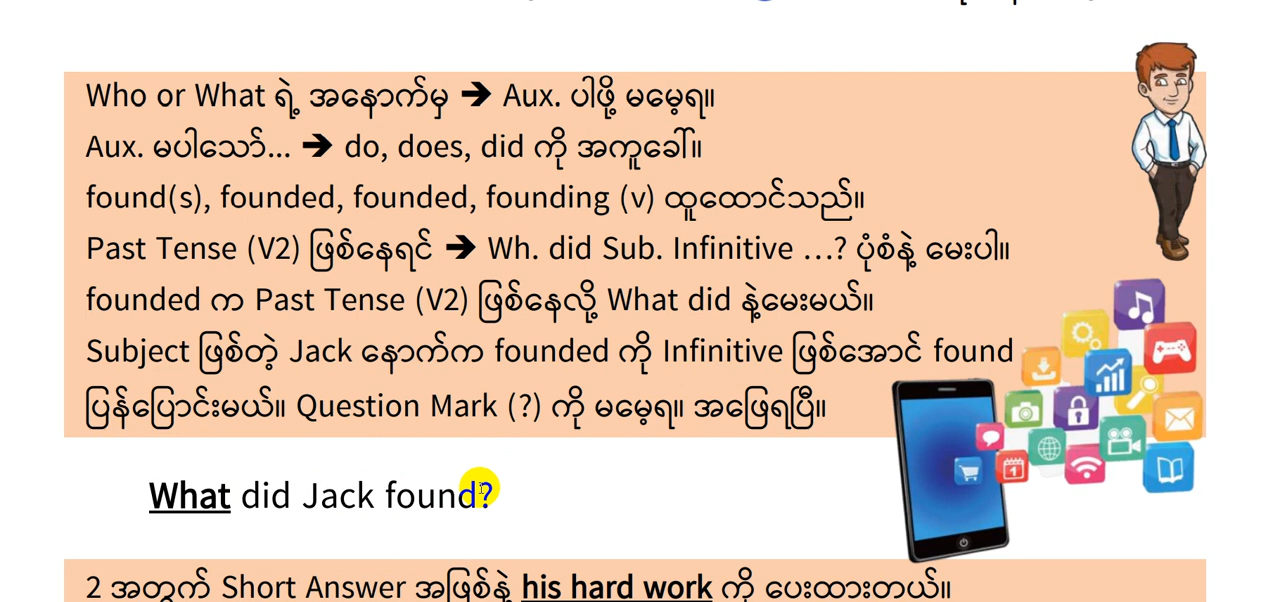 Who or What ရဲ့ အနောက်မှ ➔ Aux. ပါဖို့ မမေ့ရ။
Aux. မပါသော်... ➔ do, does, did ကို အကူခေါ်။
found(s), founded, founded, founding (v) ထူထောင်သည်။
Past Tense (V2) ဖြစ်နေရင် ➔ Wh. did Sub. Infinitive ...? ပုံစံနဲ့ မေးပါ။
founded က Past Tense (V2) ဖြစ်နေလို့ What did နဲ့မေးမယ်။
Subject ဖြစ်တဲ့ Jack နောက်က founded ကို Infinitive ဖြစ်အောင် found
ပြန်ပြောင်းမယ်။ Question Mark (?) ကို မမေ့ရ။ အဖြေရပြီ။
What did Jack found?
2 အတွက် Short Answer အဖြစ်နဲ့ his hard work ကို ပေးထားတယ်။